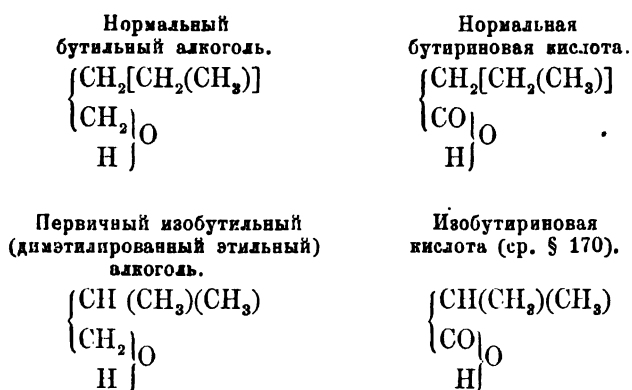 Нормальный
бутильный алкоголь.
{CH₂[CH₂(CH₃)]
{CH₂}O
H}
Нормальная
бутириновая кислота.
{CH₂[CH₂(CH₃)]
{CO}O
H}
Первичный изобутильный
(димэтилированный этильный)
алкоголь.
{CH (CH₃)(CH₃)
{CH₂}O
H}
Изобутириновая
кислота (ср. § 170).
{CH(CH₃)(CH₃)
{CO}O
H}